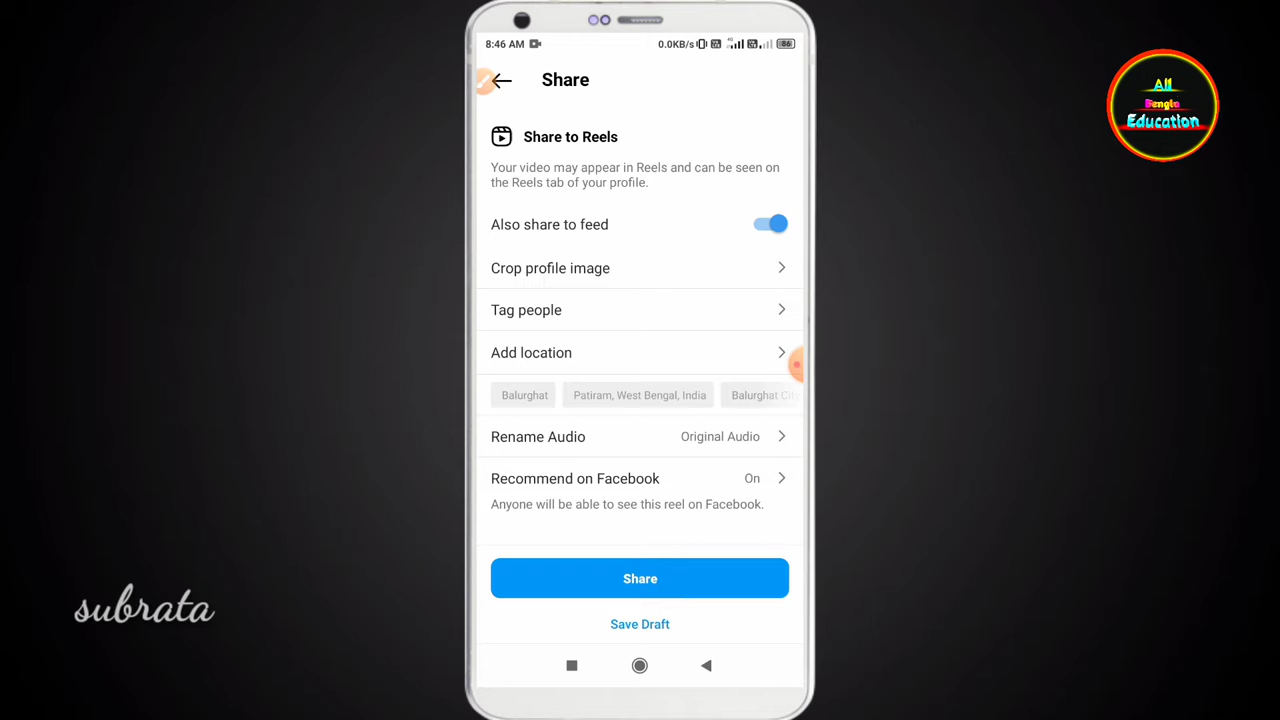 8:46 AM
0.0KB/s
4G
86
Share
Share to Reels
Your video may appear in Reels and can be seen on
the Reels tab of your profile.
Also share to feed
Crop profile image
Tag people
Add location
Balurghat
Patiram, West Bengal, India
Balurghat City
Rename Audio
Original Audio
Recommend on Facebook
On
Anyone will be able to see this reel on Facebook.
Share
Save Draft
All
Bengla
Education
subrata